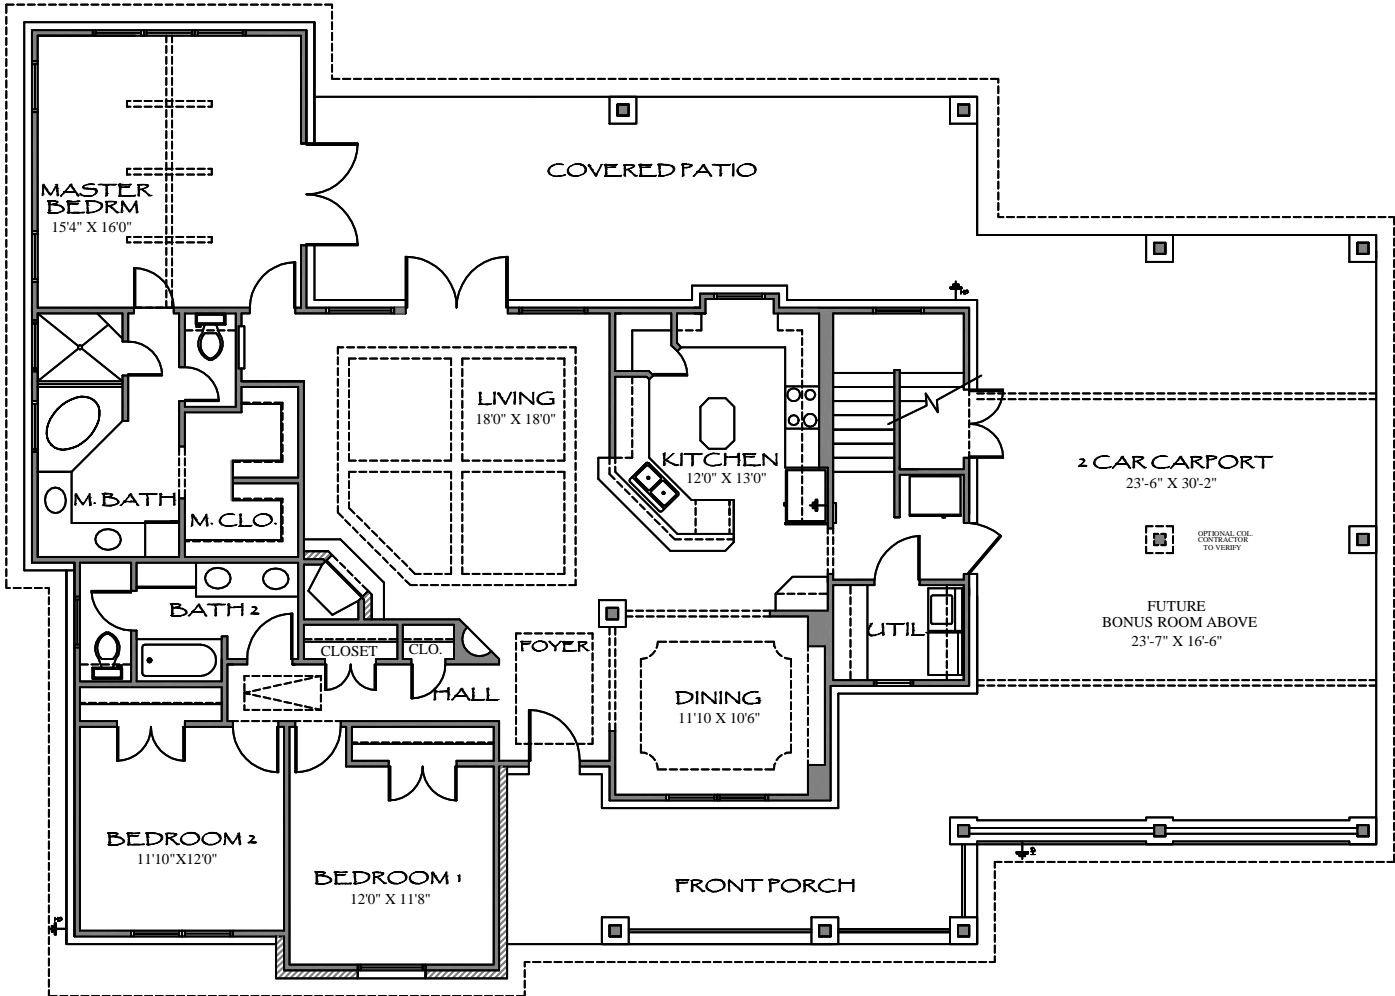 COVERED PATIO
MASTER
BEDRM
15'4" X 16'0"
LIVING
18'0" X 18'0"
KITCHEN
12'0" X 13'0"
2 CAR CARPORT
23'-6" X 30'-2"
M. BATH
M. CLO.
OPTIONAL COL.
CONTRACTOR
TO VERIFY
BATH 2
FUTURE
BONUS ROOM ABOVE
23'-7" X 16'-6"
UTIL
CLOSET
CLO.
FOYER
HALL
DINING
11'10 X 10'6"
BEDROOM 2
11'10"X12'0"
BEDROOM 1
12'0" X 11'8"
FRONT PORCH